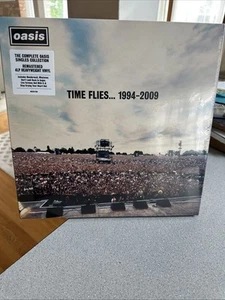 oasis
TIME FLIES... 1994-2009
THE COMPLETE OASIS
SINGLES COLLECTION
REMASTERED
4LP HEAVYWEIGHT VINYL